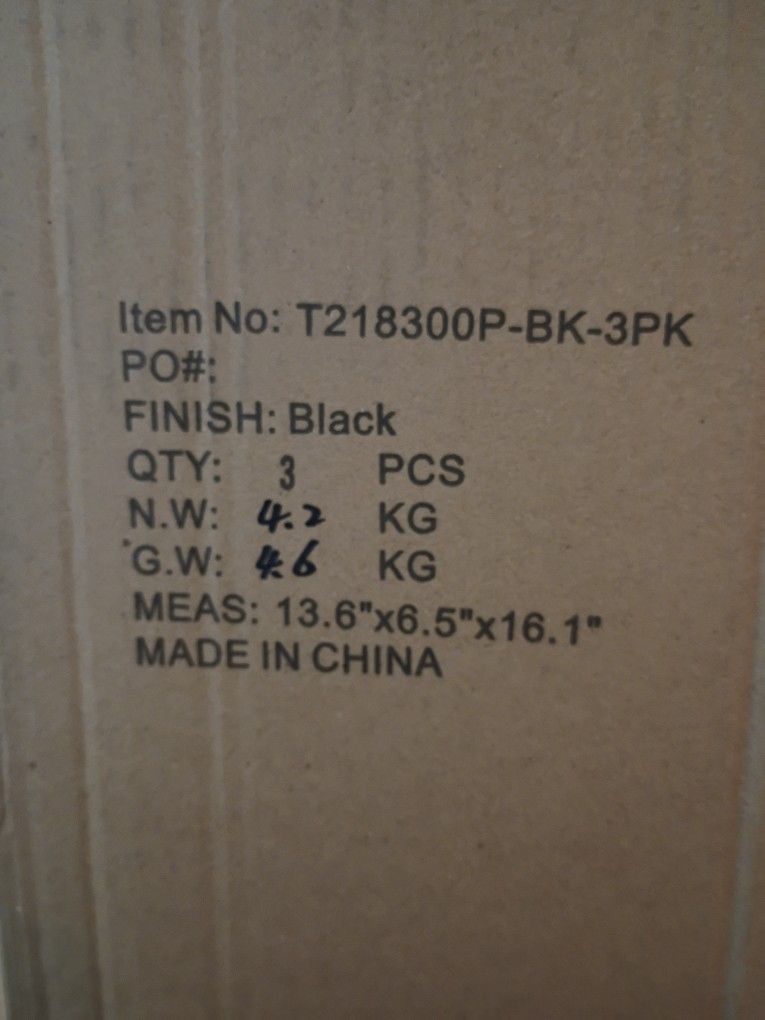 Item No: T218300P-BK-3PK
PO#:
FINISH: Black
QTY: 3 PCS
N.W: 4.2 KG
G.W: 4.6 KG
MEAS: 13.6"x6.5"x16.1"
MADE IN CHINA